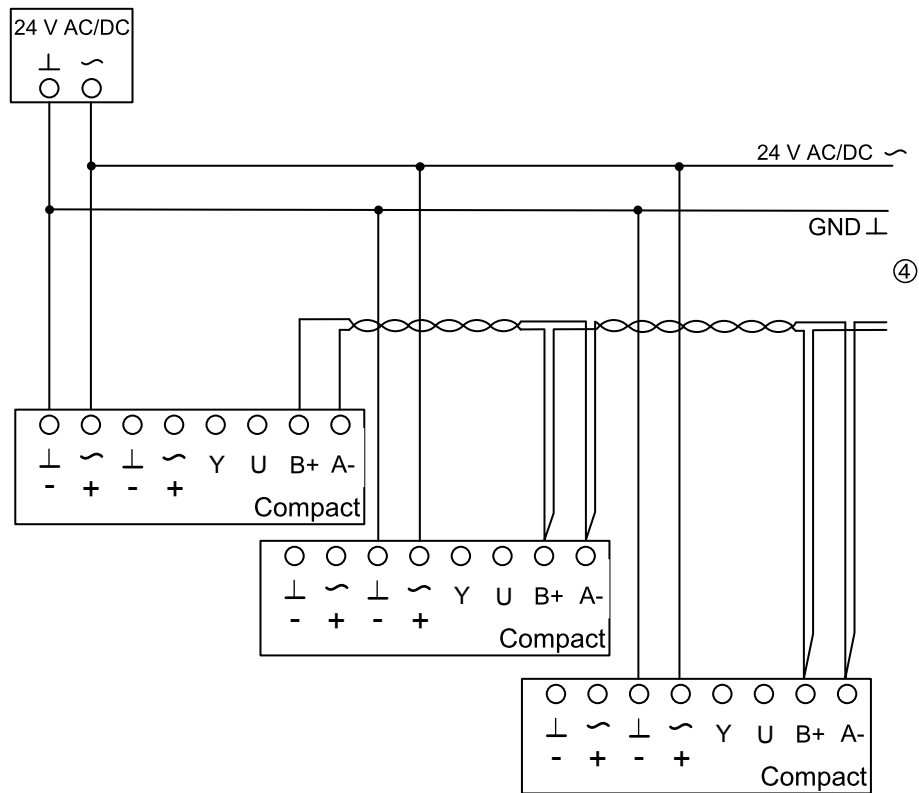 24 V AC/DC
⊥ ~
24 V AC/DC ~
GND ⊥
④
⊥ ~ ⊥ ~ Y U B+ A-
- + - +
Compact
⊥ ~ ⊥ ~ Y U B+ A-
- + - +
Compact
⊥ ~ ⊥ ~ Y U B+ A-
- + - +
Compact